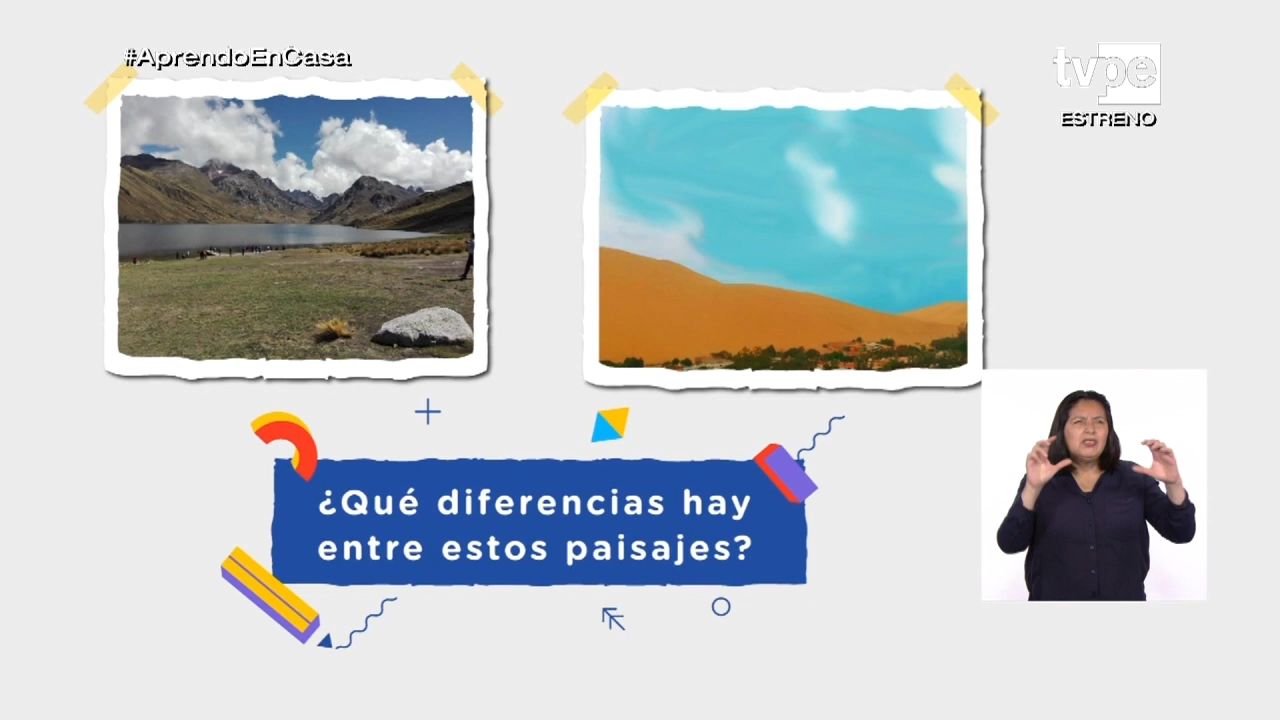 #AprendoEnCasa
tvpe
ESTRENO
¿Qué diferencias hay
entre estos paisajes?